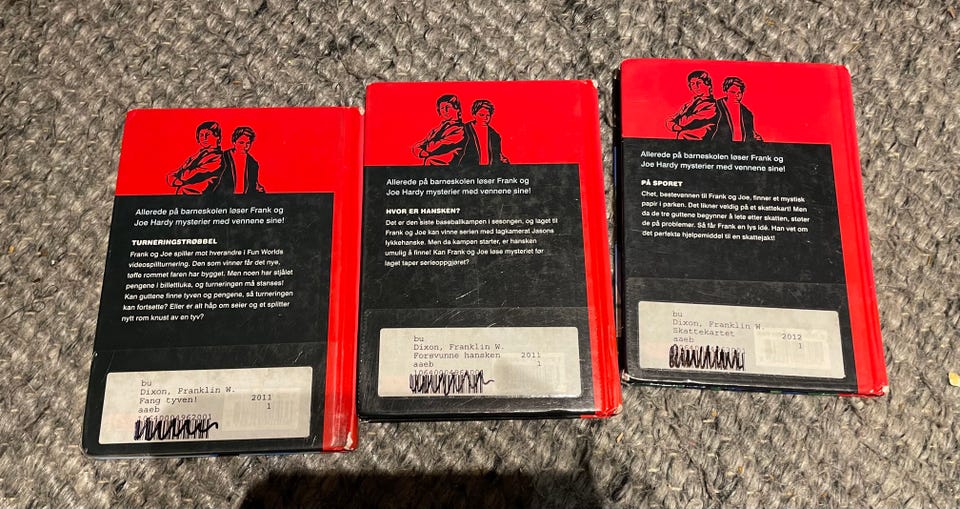 Allerede på barneskolen løser Frank og
Joe Hardy mysterier med vennene sine!
TURNERINGSTRØBBEL
Frank og Joe spiller mot hverandre i Fun Worlds
videospillturnering. Den som vinner får det nye,
tøffe rommet faren har bygget. Men noen har stjålet
pengene i billettluka, og turneringen må stanses!
Kan guttene finne tyven og pengene, så turneringen
kan fortsette? Eller er alt håp om seier og et splitter
nytt rom knust av en tyv?
bu
Dixon, Franklin W.
Fang tyven! 2011
aaeb 1
10640004962001
Allerede på barneskolen løser Frank og
Joe Hardy mysterier med vennene sine!
HVOR ER HANSKEN?
Det er den siste baseballkampen i sesongen, og laget til
Frank og Joe kan vinne serien med lagkamerat Jasons
lykkehanske. Men da kampen starter, er hansken
umulig å finne! Kan Frank og Joe løse mysteriet før
laget taper serieoppgjøret?
bu
Dixon, Franklin W.
Forsvunne hansken 2011
aaeb 1
Allerede på barneskolen løser Frank og
Joe Hardy mysterier med vennene sine!
PÅ SPORET
Chet, bestevennen til Frank og Joe, finner et mystisk
papir i parken. Det likner veldig på et skattekart! Men
da de tre guttene begynner å lete etter skatten, støter
de på problemer. Så får Frank en lys idé. Han vet om
det perfekte hjelpemiddel til en skattejakt!
bu
Dixon, Franklin W.
Skattekartet 2012
aaeb 1